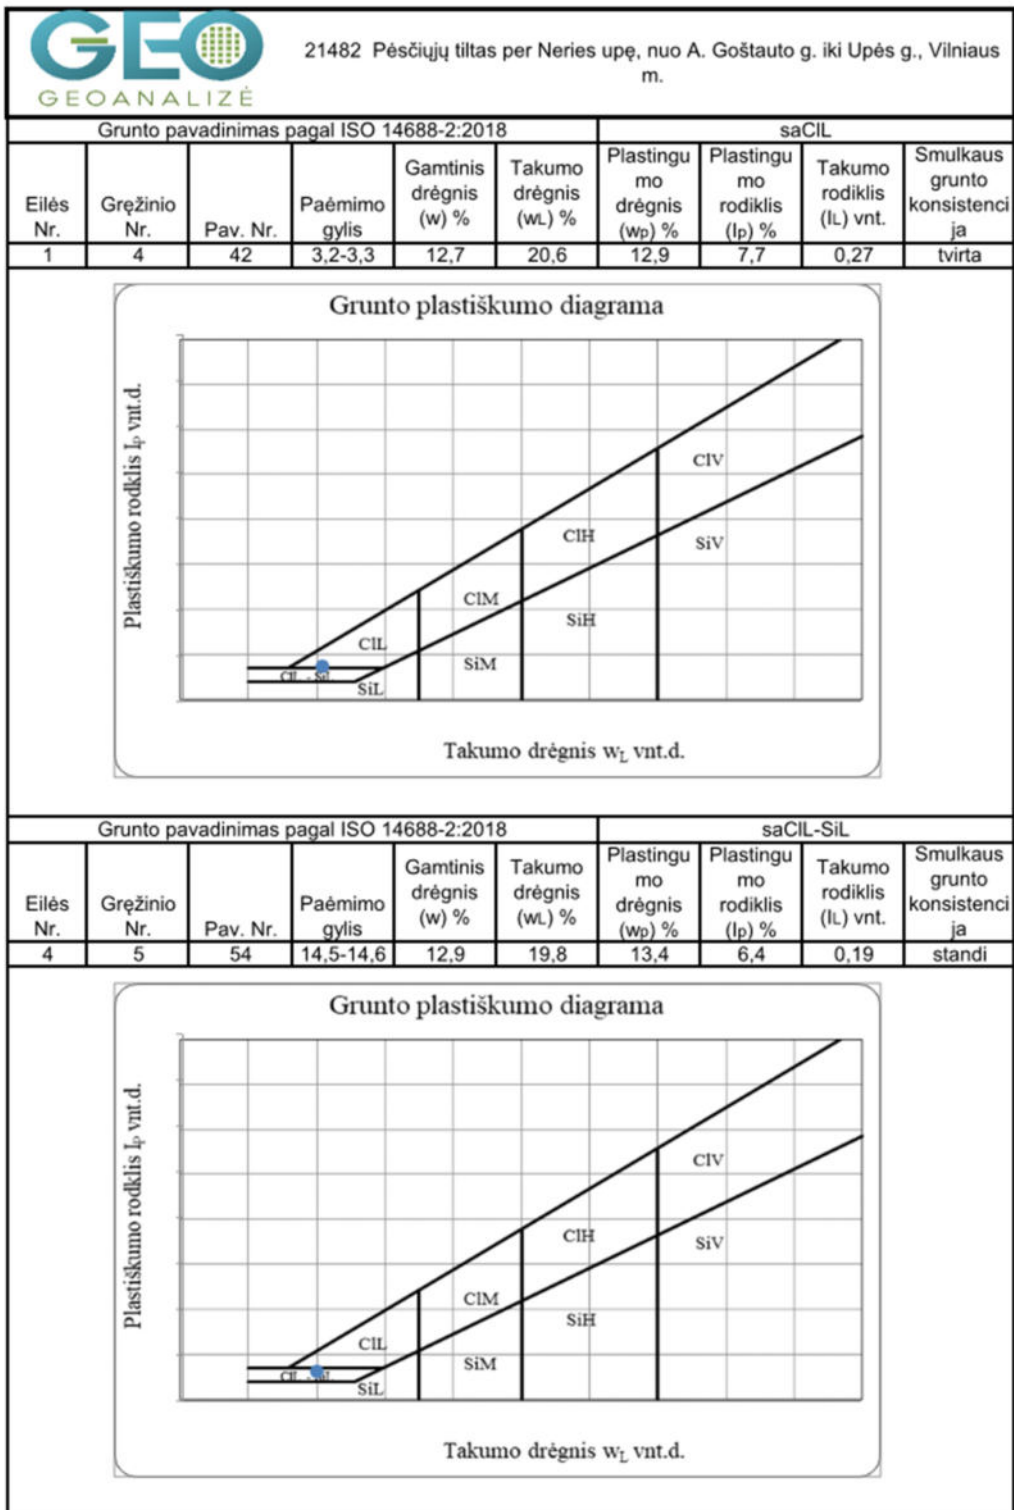 GEO
GEOANALIZĖ
21482 Pėsčiųjų tiltas per Neries upę, nuo A. Goštauto g. iki Upės g., Vilniaus
m.
Grunto pavadinimas pagal ISO 14688-2:2018 saClL
Eilės Nr. Gręžinio Nr. Pav. Nr. Paėmimo gylis Gamtinis drėgnis (w) % Takumo drėgnis (wL) % Plastingu mo drėgnis (wp) % Plastingu mo rodiklis (Ip) % Takumo rodiklis (IL) vnt. Smulkaus grunto konsistenci ja
1 4 42 3,2-3,3 12,7 20,6 12,9 7,7 0,27 tvirta
Grunto plastiškumo diagrama
Plastiškumo rodklis Ip vnt.d.
ClV
SiV
ClH
SiH
ClM
SiM
ClL
ClL - SiL
SiL
Takumo drėgnis wL vnt.d.
Grunto pavadinimas pagal ISO 14688-2:2018 saClL-SiL
Eilės Nr. Gręžinio Nr. Pav. Nr. Paėmimo gylis Gamtinis drėgnis (w) % Takumo drėgnis (wL) % Plastingu mo drėgnis (wp) % Plastingu mo rodiklis (Ip) % Takumo rodiklis (IL) vnt. Smulkaus grunto konsistenci ja
4 5 54 14,5-14,6 12,9 19,8 13,4 6,4 0,19 standi
Grunto plastiškumo diagrama
Plastiškumo rodklis Ip vnt.d.
ClV
SiV
ClH
SiH
ClM
SiM
ClL
ClL - SiL
SiL
Takumo drėgnis wL vnt.d.